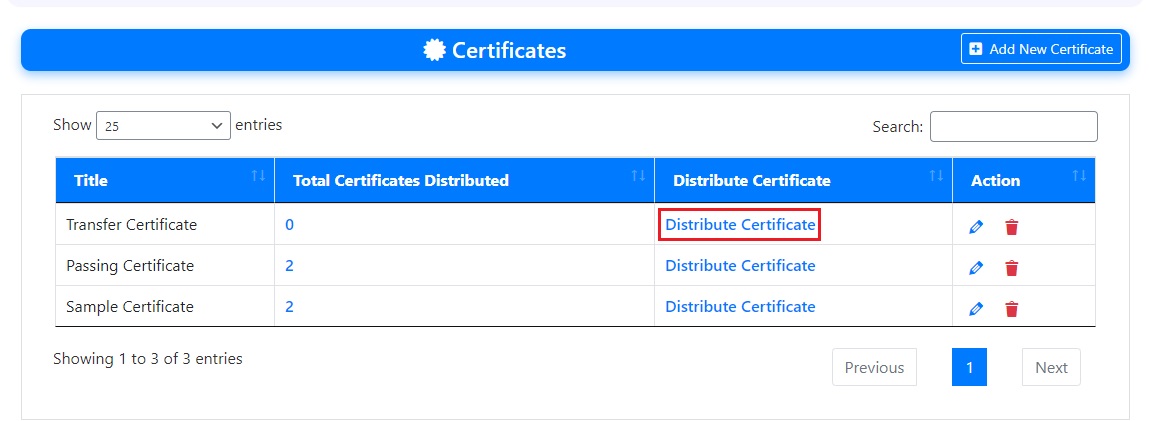 Certificates
Add New Certificate
Show 25 entries
Search:
Title Total Certificates Distributed Distribute Certificate Action
Transfer Certificate 0 Distribute Certificate
Passing Certificate 2 Distribute Certificate
Sample Certificate 2 Distribute Certificate
Showing 1 to 3 of 3 entries
Previous 1 Next